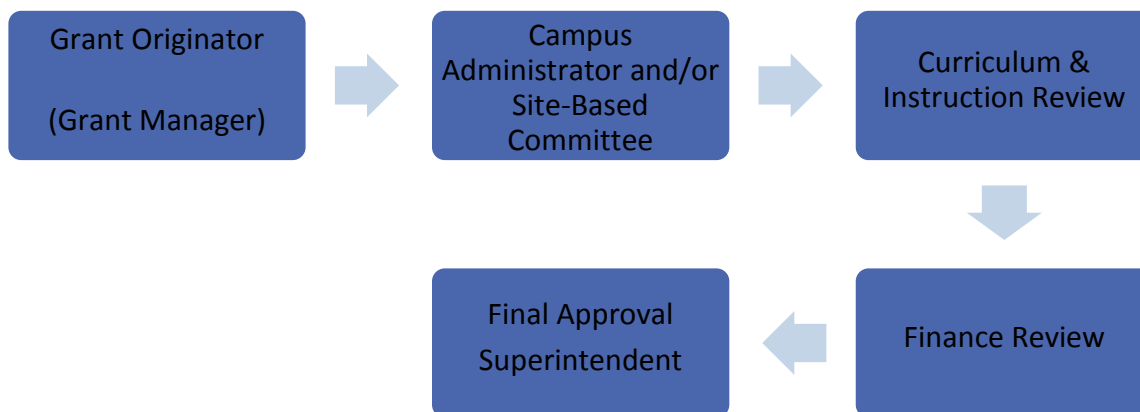 Grant Originator
(Grant Manager)
Campus
Administrator and/or
Site-Based
Committee
Curriculum &
Instruction Review
Finance Review
Final Approval
Superintendent